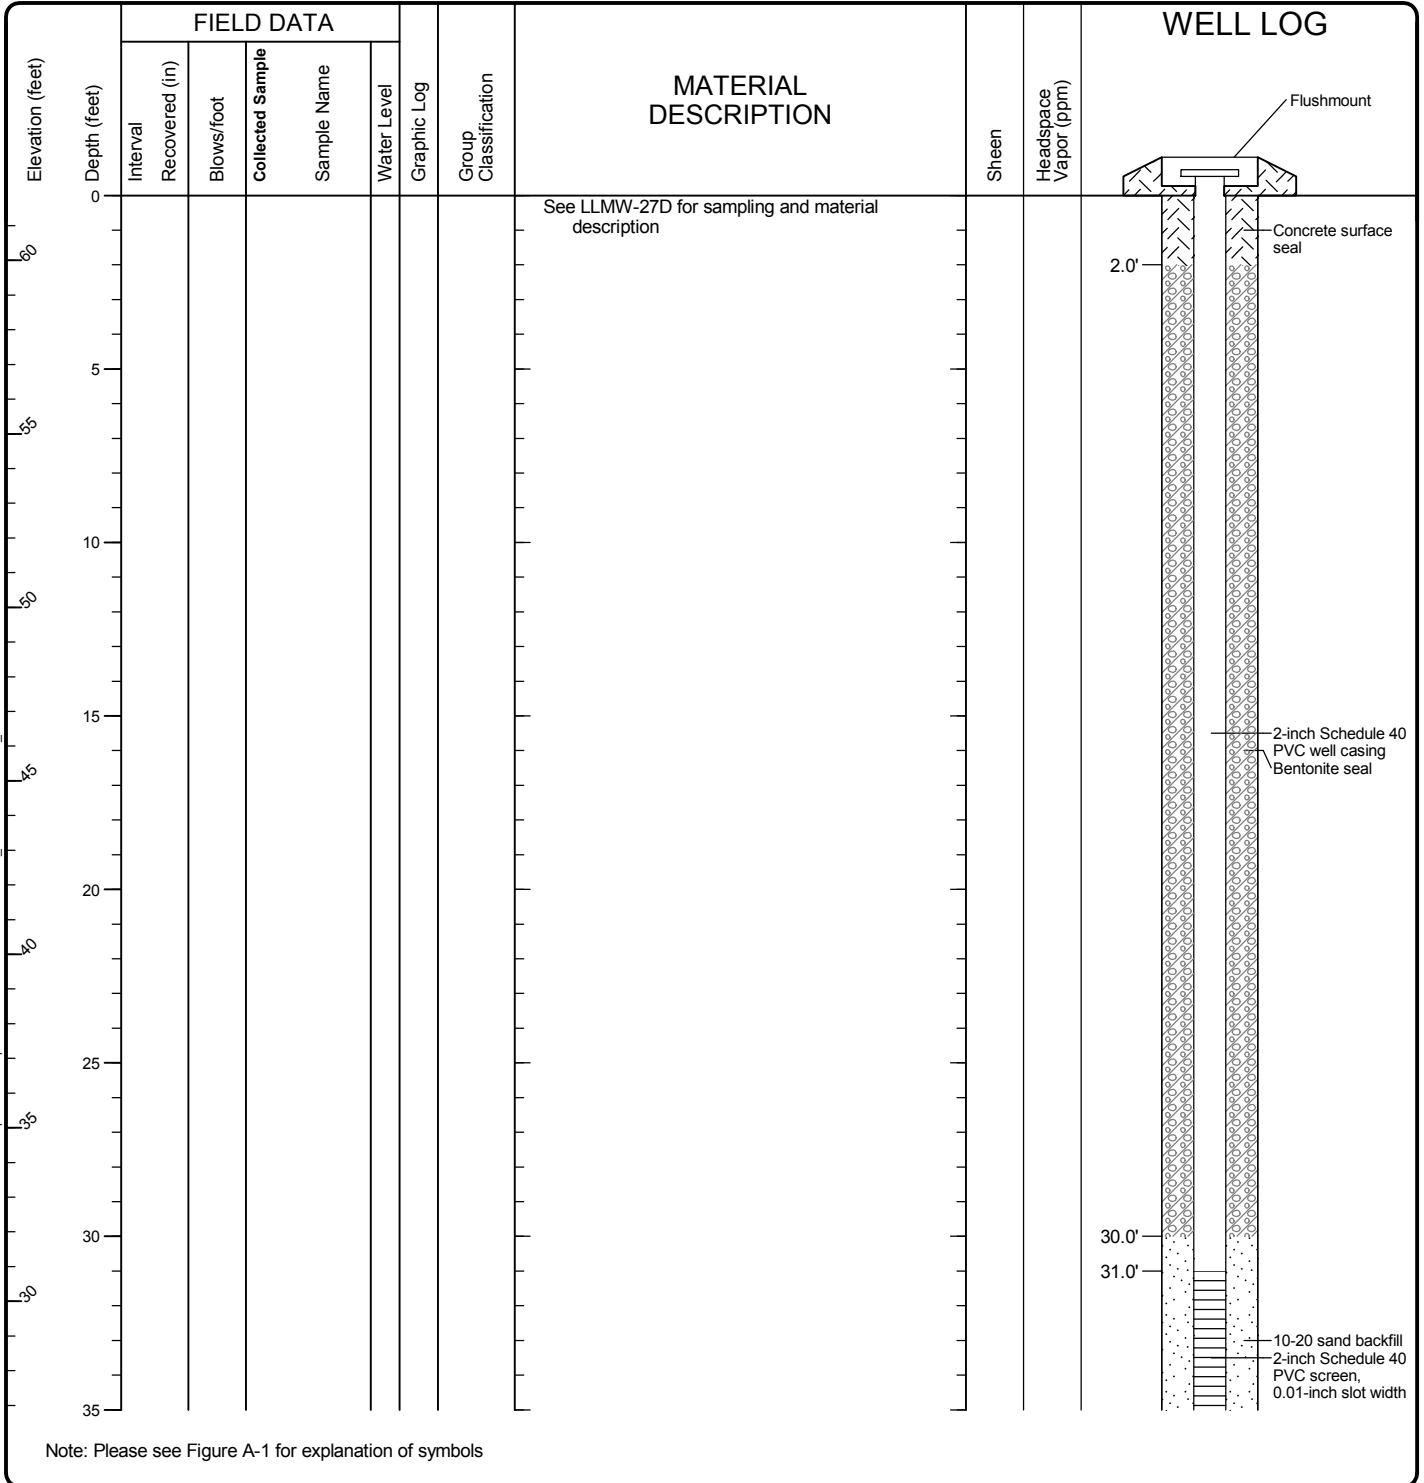 FIELD DATA
WELL LOG
Elevation (feet)
Depth (feet)
Interval
Recovered (in)
Blows/foot
Collected Sample
Sample Name
Water Level
Graphic Log
Group
Classification
MATERIAL
DESCRIPTION
Sheen
Headspace
Vapor (ppm)
Flushmount
0
See LLMW-27D for sampling and material
description
Concrete surface
seal
60
2.0'
5
55
10
50
15
2-inch Schedule 40
PVC well casing
Bentonite seal
45
20
40
25
35
30
30.0'
31.0'
30
10-20 sand backfill
2-inch Schedule 40
PVC screen,
0.01-inch slot width
35
Note: Please see Figure A-1 for explanation of symbols